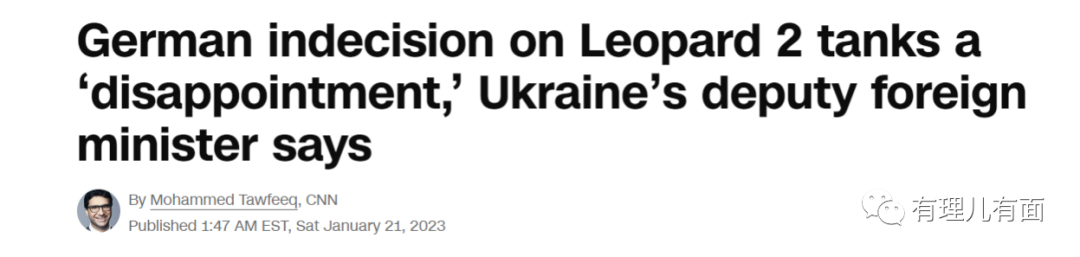 German indecision on Leopard 2 tanks a
‘disappointment,’ Ukraine’s deputy foreign
minister says
By Mohammed Tawfeeq, CNN
Published 1:47 AM EST, Sat January 21, 2023
有理儿有面